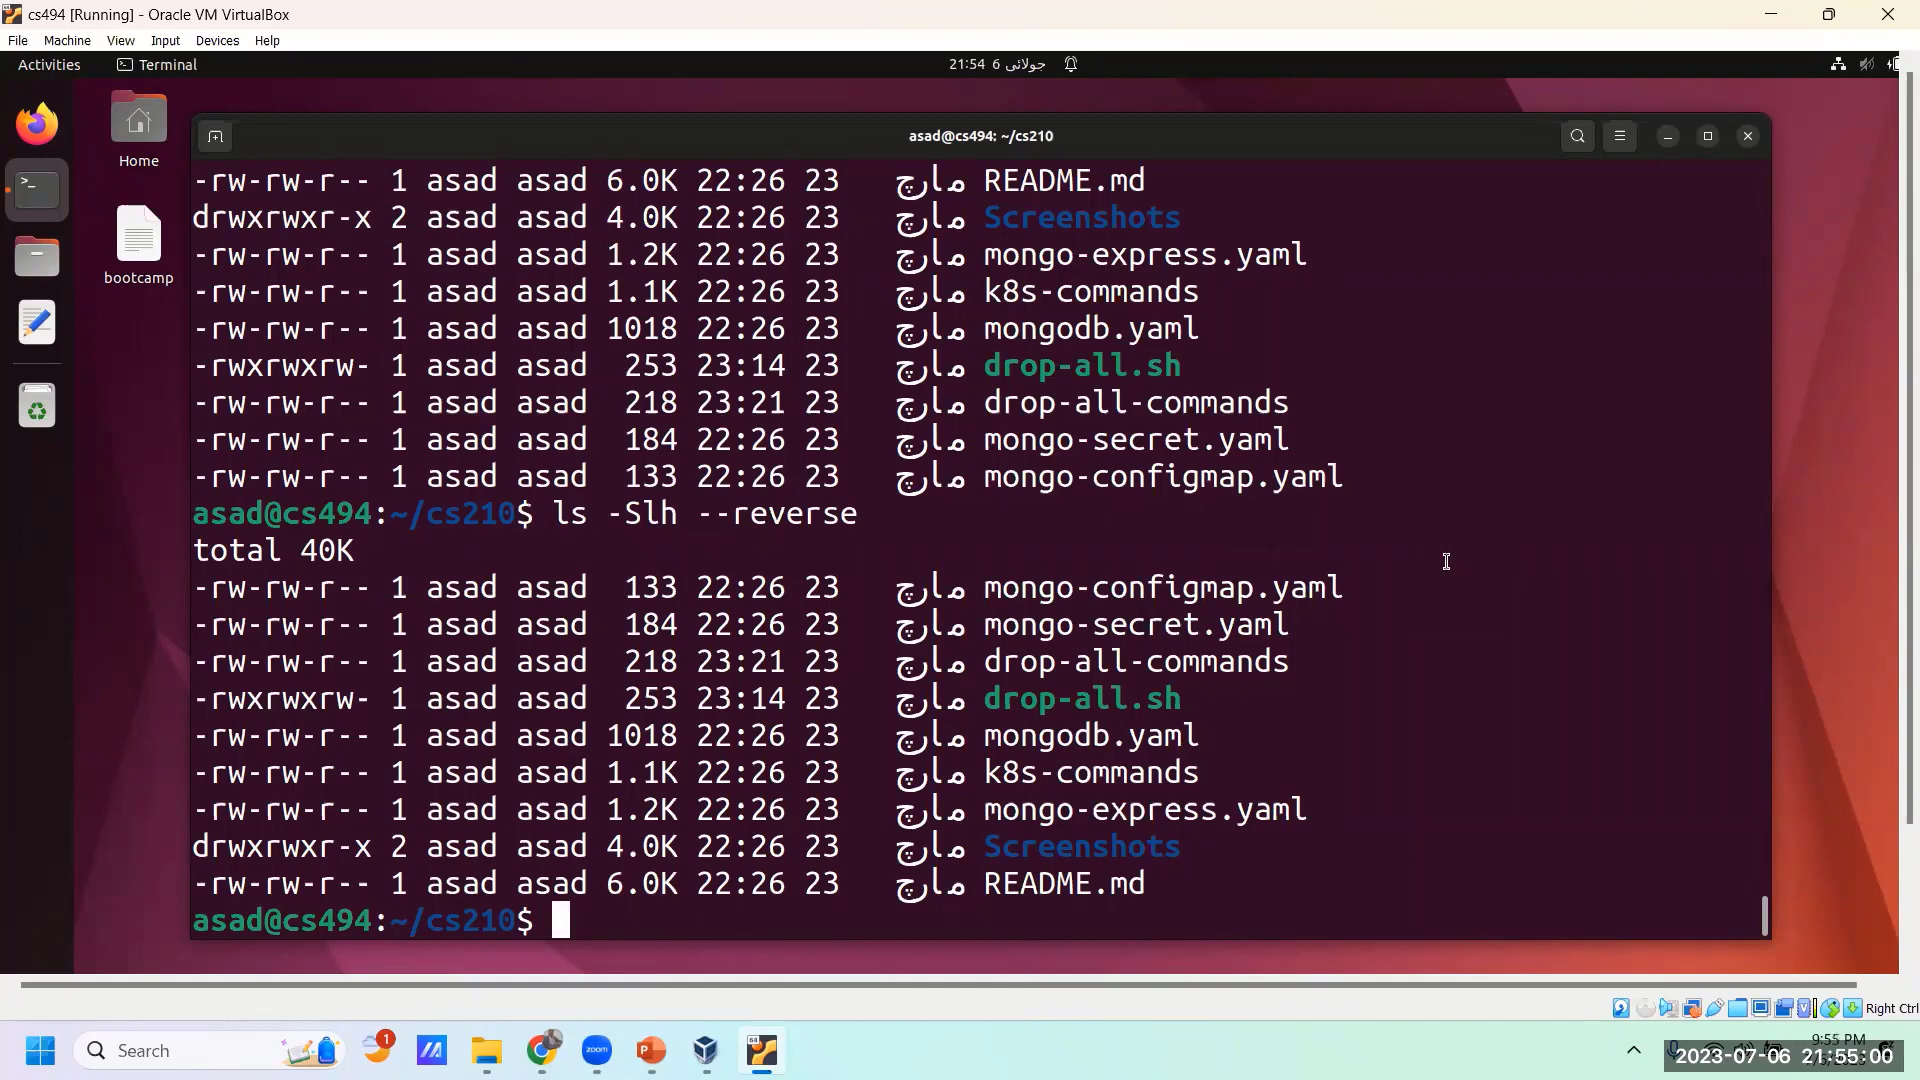 cs494 [Running] - Oracle VM VirtualBox
File Machine View Input Devices Help
Activities Terminal 21:54 6 جولائی
Home
bootcamp
asad@cs494: ~/cs210
-rw-rw-r-- 1 asad asad 6.0K 22:26 23 مارچ README.md
drwxrwxr-x 2 asad asad 4.0K 22:26 23 مارچ Screenshots
-rw-rw-r-- 1 asad asad 1.2K 22:26 23 مارچ mongo-express.yaml
-rw-rw-r-- 1 asad asad 1.1K 22:26 23 مارچ k8s-commands
-rw-rw-r-- 1 asad asad 1018 22:26 23 مارچ mongodb.yaml
-rwxrwxrw- 1 asad asad 253 23:14 23 مارچ drop-all.sh
-rw-rw-r-- 1 asad asad 218 23:21 23 مارچ drop-all-commands
-rw-rw-r-- 1 asad asad 184 22:26 23 مارچ mongo-secret.yaml
-rw-rw-r-- 1 asad asad 133 22:26 23 مارچ mongo-configmap.yaml
asad@cs494:~/cs210$ ls -Slh --reverse
total 40K
-rw-rw-r-- 1 asad asad 133 22:26 23 مارچ mongo-configmap.yaml
-rw-rw-r-- 1 asad asad 184 22:26 23 مارچ mongo-secret.yaml
-rw-rw-r-- 1 asad asad 218 23:21 23 مارچ drop-all-commands
-rwxrwxrw- 1 asad asad 253 23:14 23 مارچ drop-all.sh
-rw-rw-r-- 1 asad asad 1018 22:26 23 مارچ mongodb.yaml
-rw-rw-r-- 1 asad asad 1.1K 22:26 23 مارچ k8s-commands
-rw-rw-r-- 1 asad asad 1.2K 22:26 23 مارچ mongo-express.yaml
drwxrwxr-x 2 asad asad 4.0K 22:26 23 مارچ Screenshots
-rw-rw-r-- 1 asad asad 6.0K 22:26 23 مارچ README.md
asad@cs494:~/cs210$
Right Ctrl
Search 1 zoom 9:55 PM
2023-07-06 21:55:00